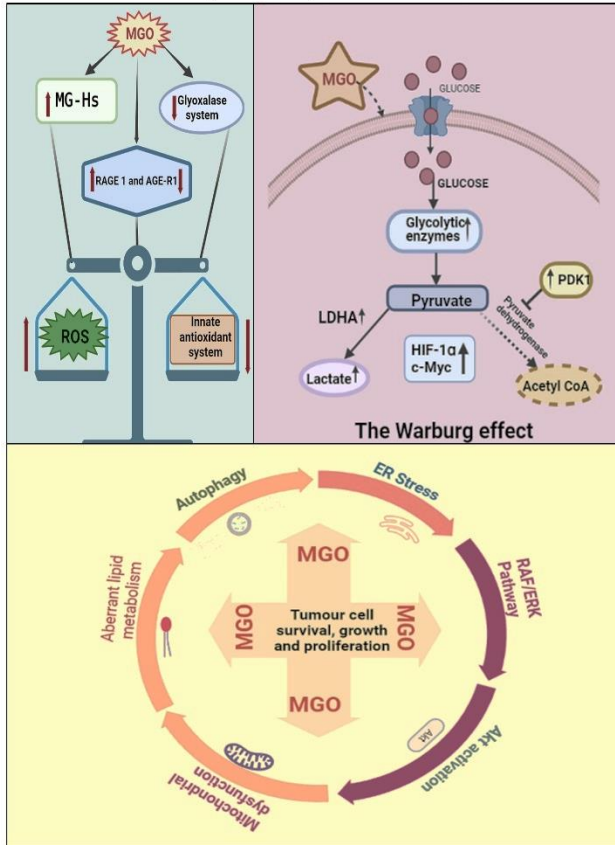 MGO
↑ MG-Hs
↓ Glyoxalase
system
↑ RAGE 1 and AGE-R1 ↓
ROS
Innate
antioxidant
system
MGO
GLUCOSE
GLUCOSE
Glycolytic
enzymes ↑
Pyruvate
↑ PDK1
Pyruvate
dehydrogenase
LDHA↑
HIF-1α
c-Myc ↑
Lactate↑
Acetyl CoA
The Warburg effect
Autophagy
ER Stress
RAF/ERK
Pathway
Akt activation
Akt
Mitochondrial
dysfunction
Aberrant lipid
metabolism
MGO
MGO
Tumour cell
survival, growth
and proliferation
MGO
MGO